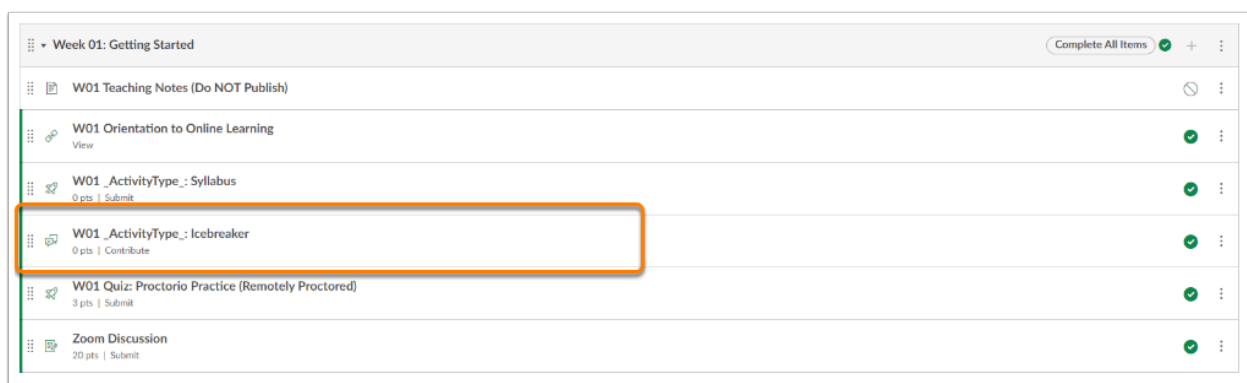 Week 01: Getting Started
Complete All Items
W01 Teaching Notes (Do NOT Publish)
W01 Orientation to Online Learning
View
W01 _ActivityType_: Syllabus
0 pts | Submit
W01 _ActivityType_: Icebreaker
0 pts | Contribute
W01 Quiz: Proctorio Practice (Remotely Proctored)
3 pts | Submit
Zoom Discussion
20 pts | Submit